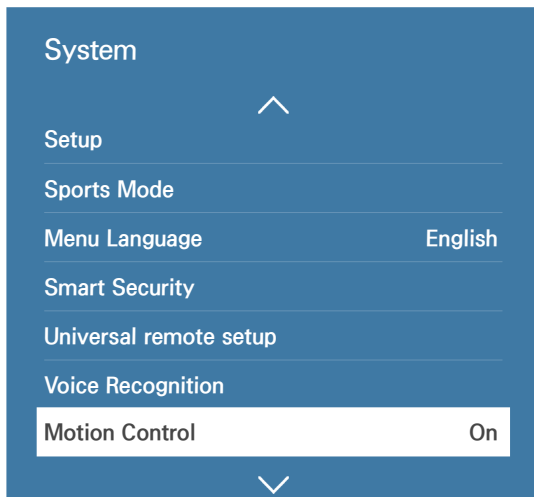 System
Setup
Sports Mode
Menu Language English
Smart Security
Universal remote setup
Voice Recognition
Motion Control On